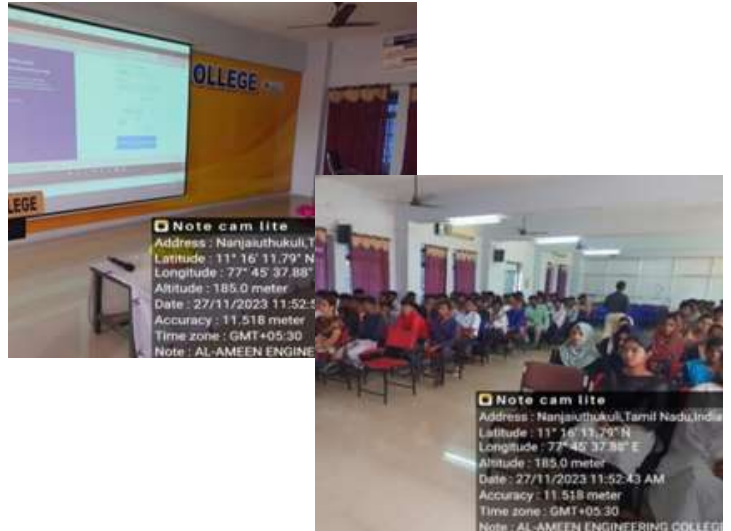 OLLEGE
LEGE
Note cam lite
Address : Nanjaiuthukuli,T
Latitude : 11° 16' 11.79" N
Longitude : 77° 45' 37.88"
Altitude : 185.0 meter
Date : 27/11/2023 11:52:5
Accuracy : 11.518 meter
Time zone : GMT+05:30
Note : AL-AMEEN ENGINE
Note cam lite
Address : Nanjaiuthukuli,Tamil Nadu,India
Latitude : 11° 16' 11.79" N
Longitude : 77° 45' 37.88" E
Altitude : 185.0 meter
Date : 27/11/2023 11:52:43 AM
Accuracy : 11.518 meter
Time zone : GMT+05:30
Note : AL-AMEEN ENGINEERING COLLEGE